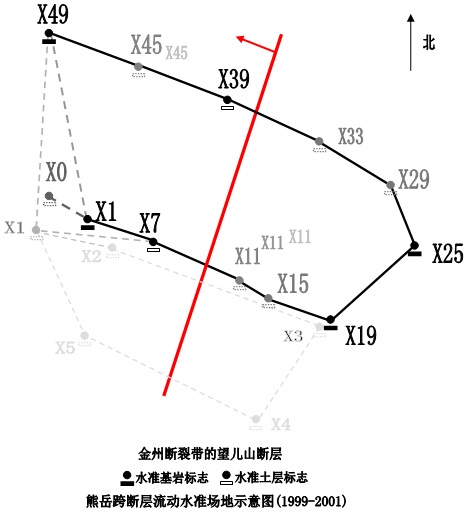 X49
北
X45 X45
X39
X33
X0
X29
X1
X1
X7
X2
X11 X11 X11
X25
X15
X3
X19
X5
X4
金州断裂带的望儿山断层
水准基岩标志 水准土层标志
熊岳跨断层流动水准场地示意图(1999-2001)